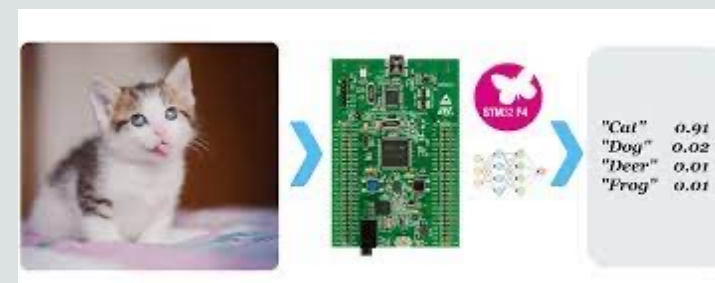 STM32 F4
"Cat" 0.91
"Dog" 0.02
"Deer" 0.01
"Frog" 0.01